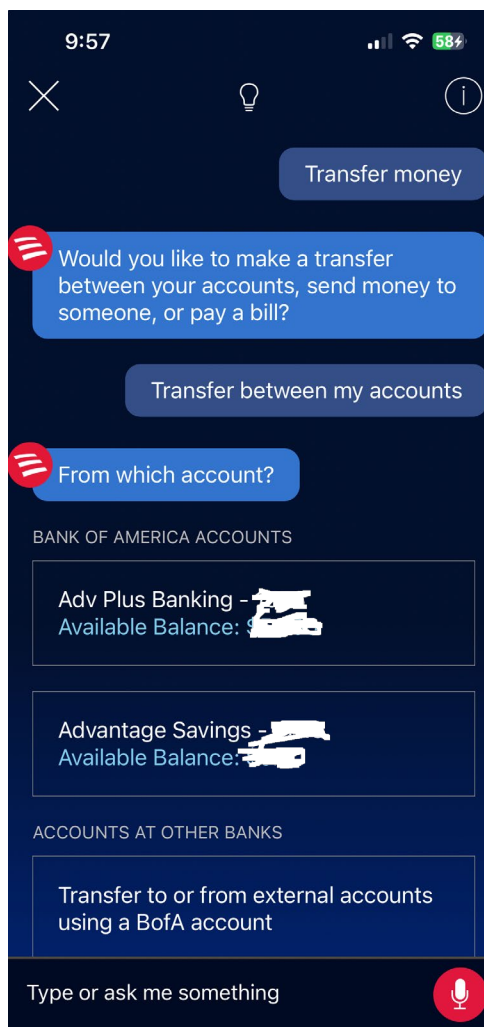 9:57
58
Transfer money
Would you like to make a transfer
between your accounts, send money to
someone, or pay a bill?
Transfer between my accounts
From which account?
BANK OF AMERICA ACCOUNTS
Adv Plus Banking -
Available Balance:
Advantage Savings -
Available Balance:
ACCOUNTS AT OTHER BANKS
Transfer to or from external accounts
using a BofA account
Type or ask me something